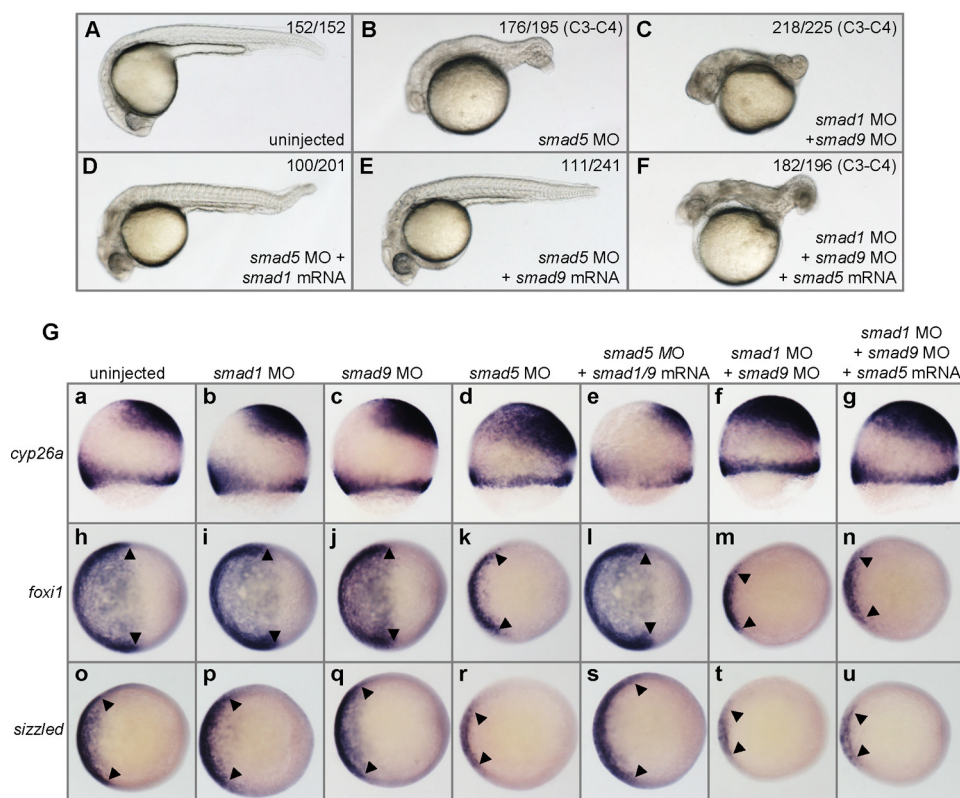 A 152/152
uninjected
B 176/195 (C3-C4)
smad5 MO
C 218/225 (C3-C4)
smad1 MO
+smad9 MO
D 100/201
smad5 MO +
smad1 mRNA
E 111/241
smad5 MO
+ smad9 mRNA
F 182/196 (C3-C4)
smad1 MO
+ smad9 MO
+ smad5 mRNA
G
uninjected
smad1 MO
smad9 MO
smad5 MO
smad5 MO
+ smad1/9 mRNA
smad1 MO
+ smad9 MO
smad1 MO
+ smad9 MO
+ smad5 mRNA
cyp26a
a b c d e f g
foxi1
h i j k l m n
sizzled
o p q r s t u